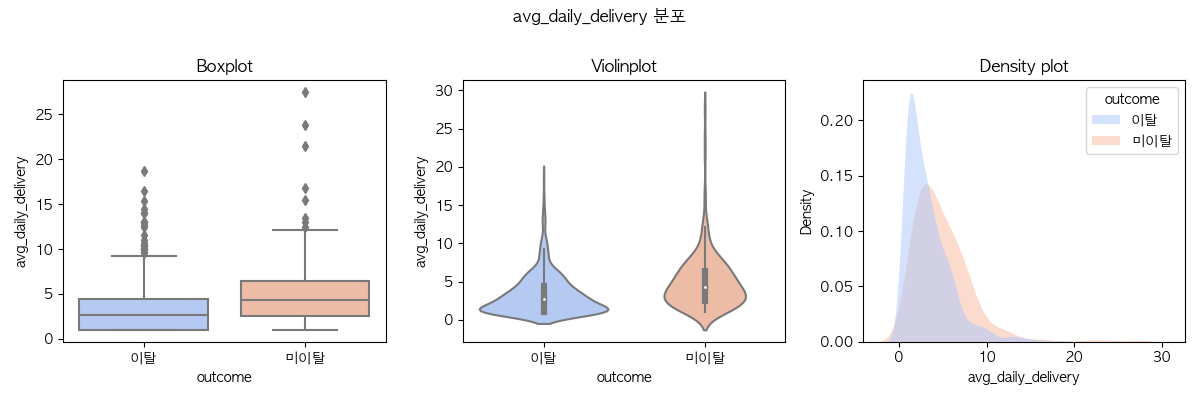 avg_daily_delivery 분포
Boxplot
avg_daily_delivery
25
20
15
10
5
0
이탈 미이탈
outcome
Violinplot
avg_daily_delivery
30
25
20
15
10
5
0
이탈 미이탈
outcome
Density plot
Density
0.20
0.15
0.10
0.05
0.00
0 10 20 30
avg_daily_delivery
outcome
이탈
미이탈